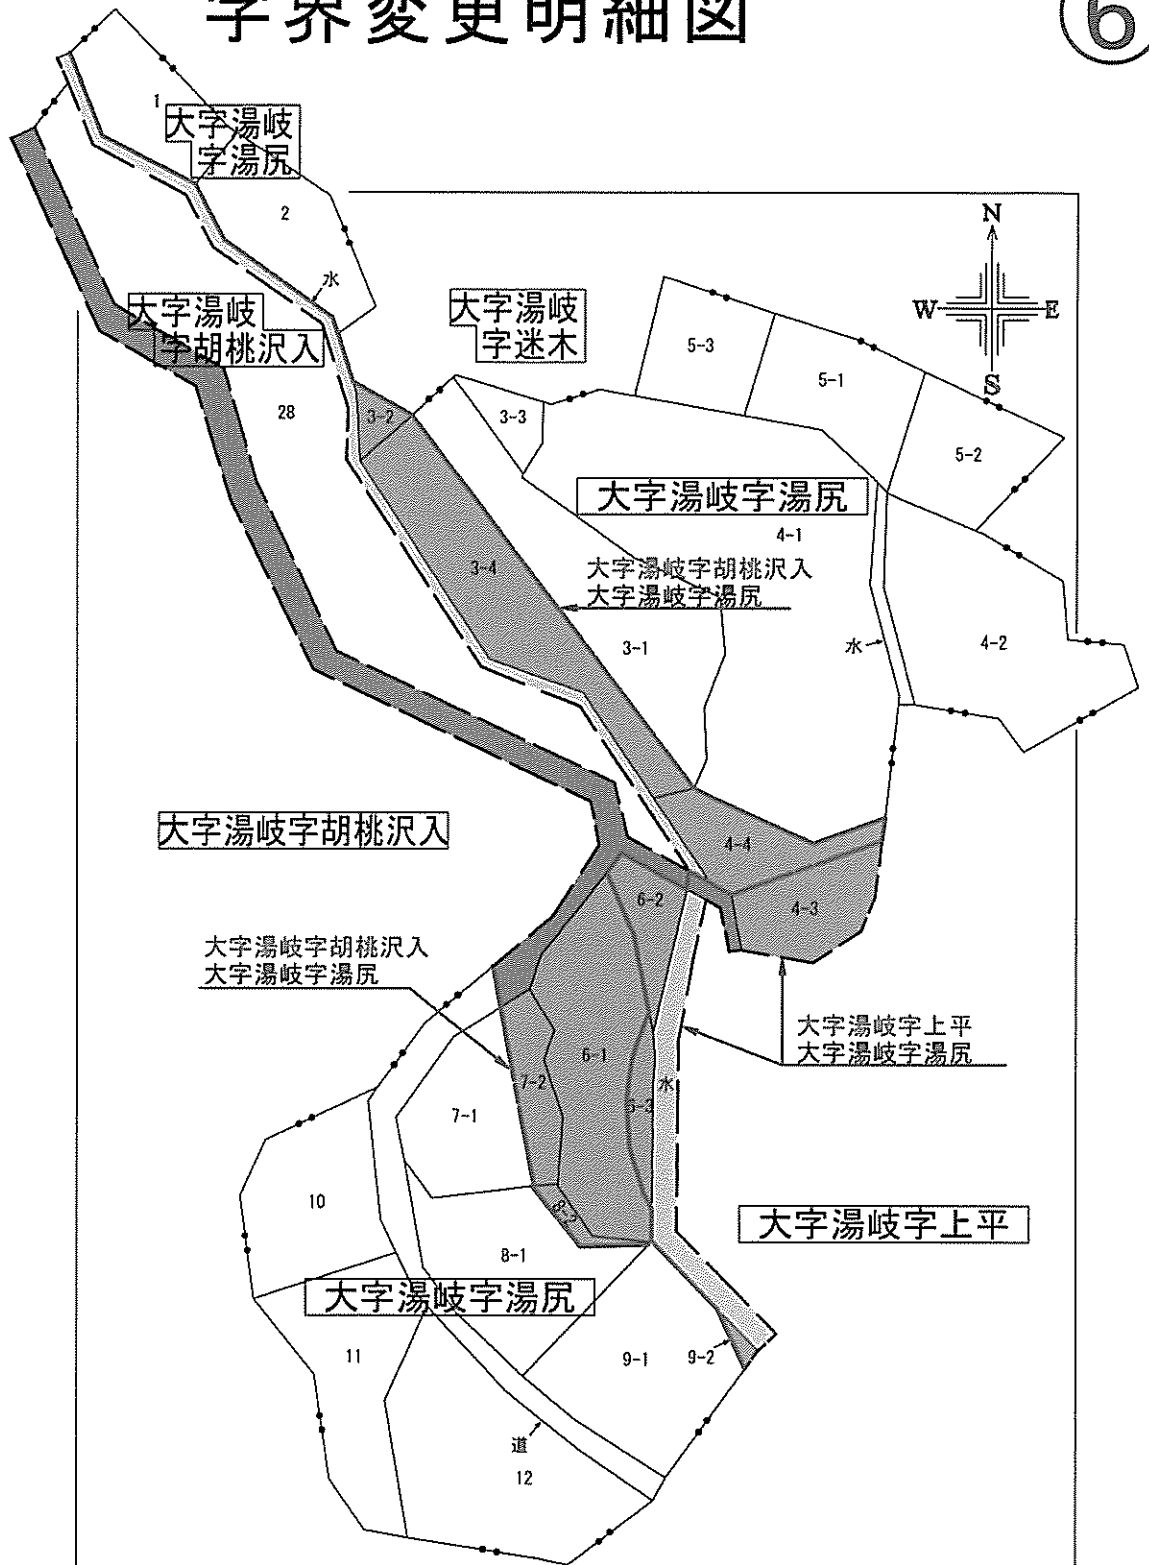 字界変更明細図
6
1
大字湯岐
字湯尻
2
水
N
W
E
S
大字湯岐
字胡桃沢入
大字湯岐
字迷木
28
3-2
3-3
5-3
5-1
5-2
大字湯岐字湯尻
4-1
3-4
大字湯岐字胡桃沢入
大字湯岐字湯尻
3-1
水
4-2
大字湯岐字胡桃沢入
4-4
4-3
6-2
大字湯岐字胡桃沢入
大字湯岐字湯尻
大字湯岐字上平
大字湯岐字湯尻
6-1
7-2
水
7-1
6-3
10
8-2
大字湯岐字上平
8-1
大字湯岐字湯尻
11
9-1
9-2
道
12